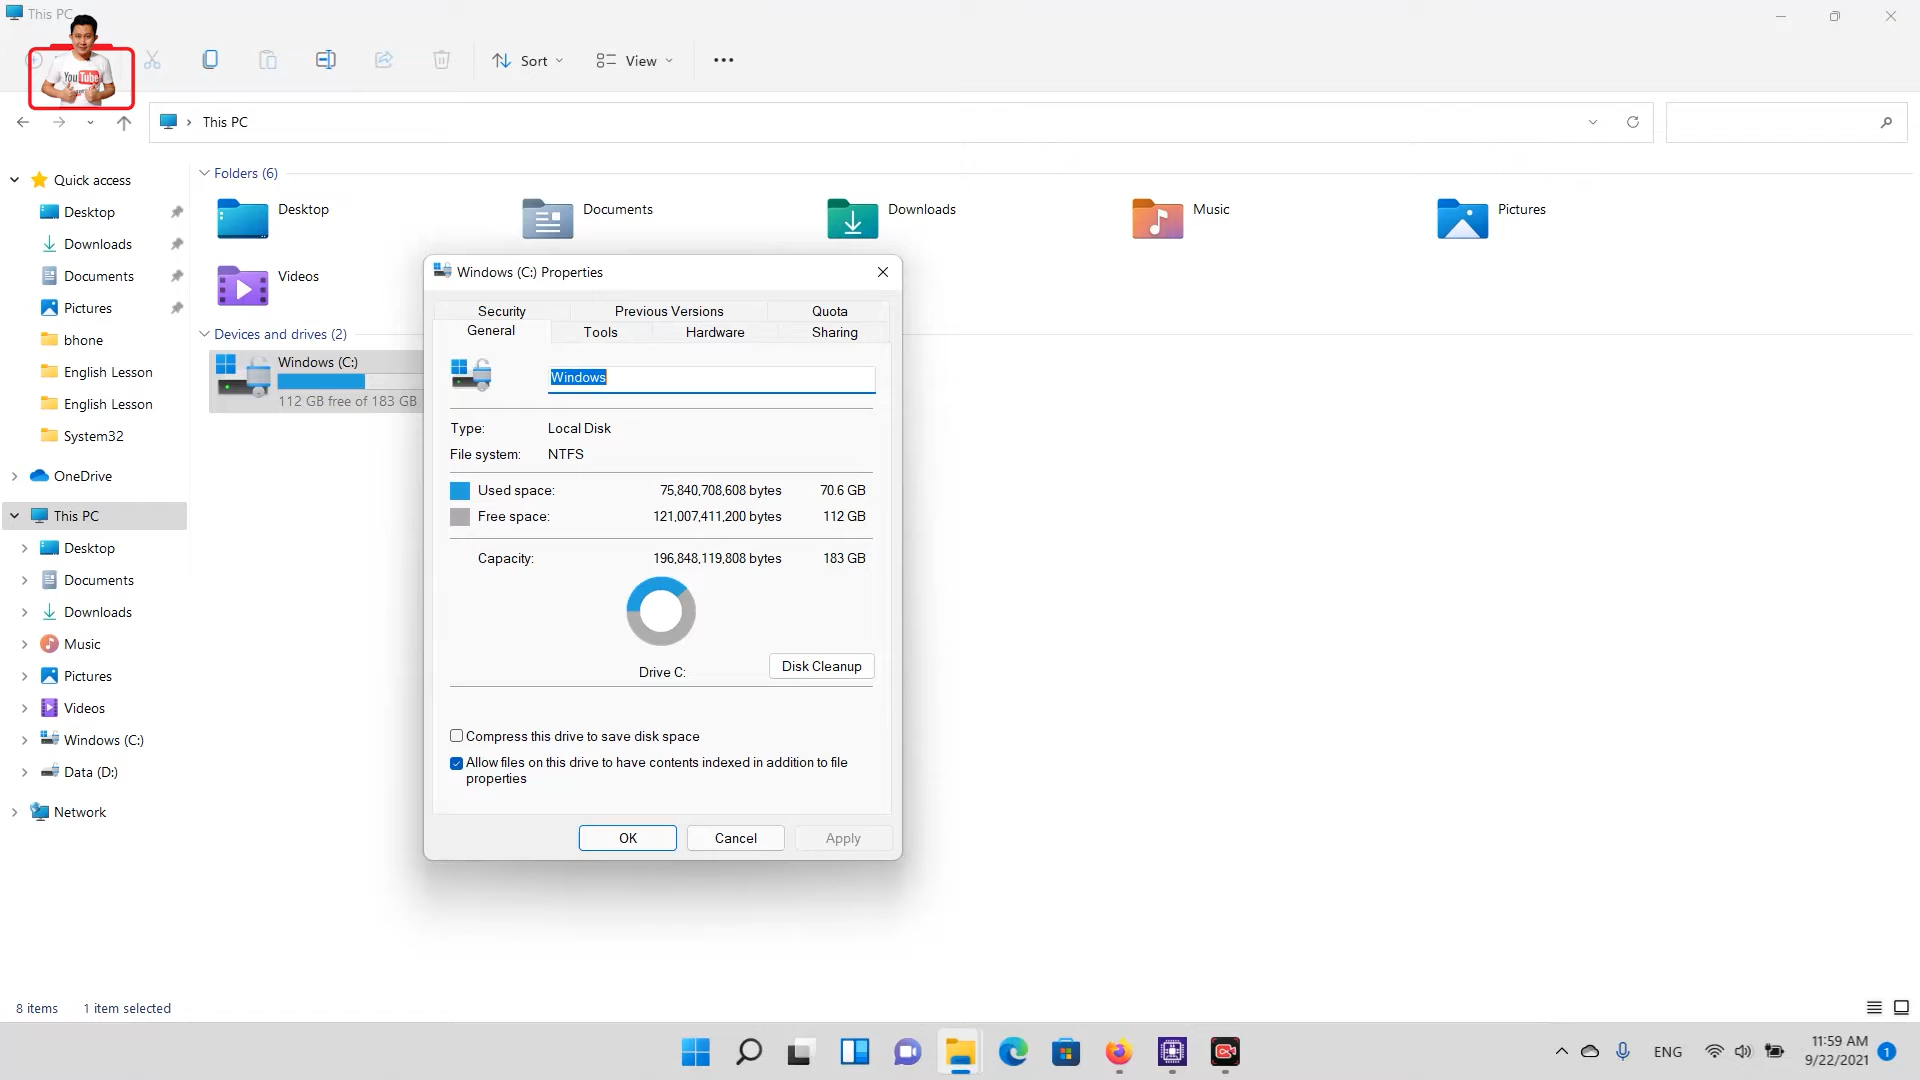 This PC
You Tube
Sort
View
This PC
Quick access
Desktop
Downloads
Documents
Pictures
bhone
English Lesson
English Lesson
System32
OneDrive
This PC
Desktop
Documents
Downloads
Music
Pictures
Videos
Windows (C:)
Data (D:)
Network
Folders (6)
Desktop
Documents
Downloads
Music
Pictures
Videos
Devices and drives (2)
Windows (C:)
112 GB free of 183 GB
Windows (C:) Properties
Security
Previous Versions
Quota
General
Tools
Hardware
Sharing
Windows
Type: Local Disk
File system: NTFS
Used space: 75,840,708,608 bytes 70.6 GB
Free space: 121,007,411,200 bytes 112 GB
Capacity: 196,848,119,808 bytes 183 GB
Drive C:
Disk Cleanup
Compress this drive to save disk space
Allow files on this drive to have contents indexed in addition to file
properties
OK
Cancel
Apply
8 items
1 item selected
ENG
11:59 AM
9/22/2021
1